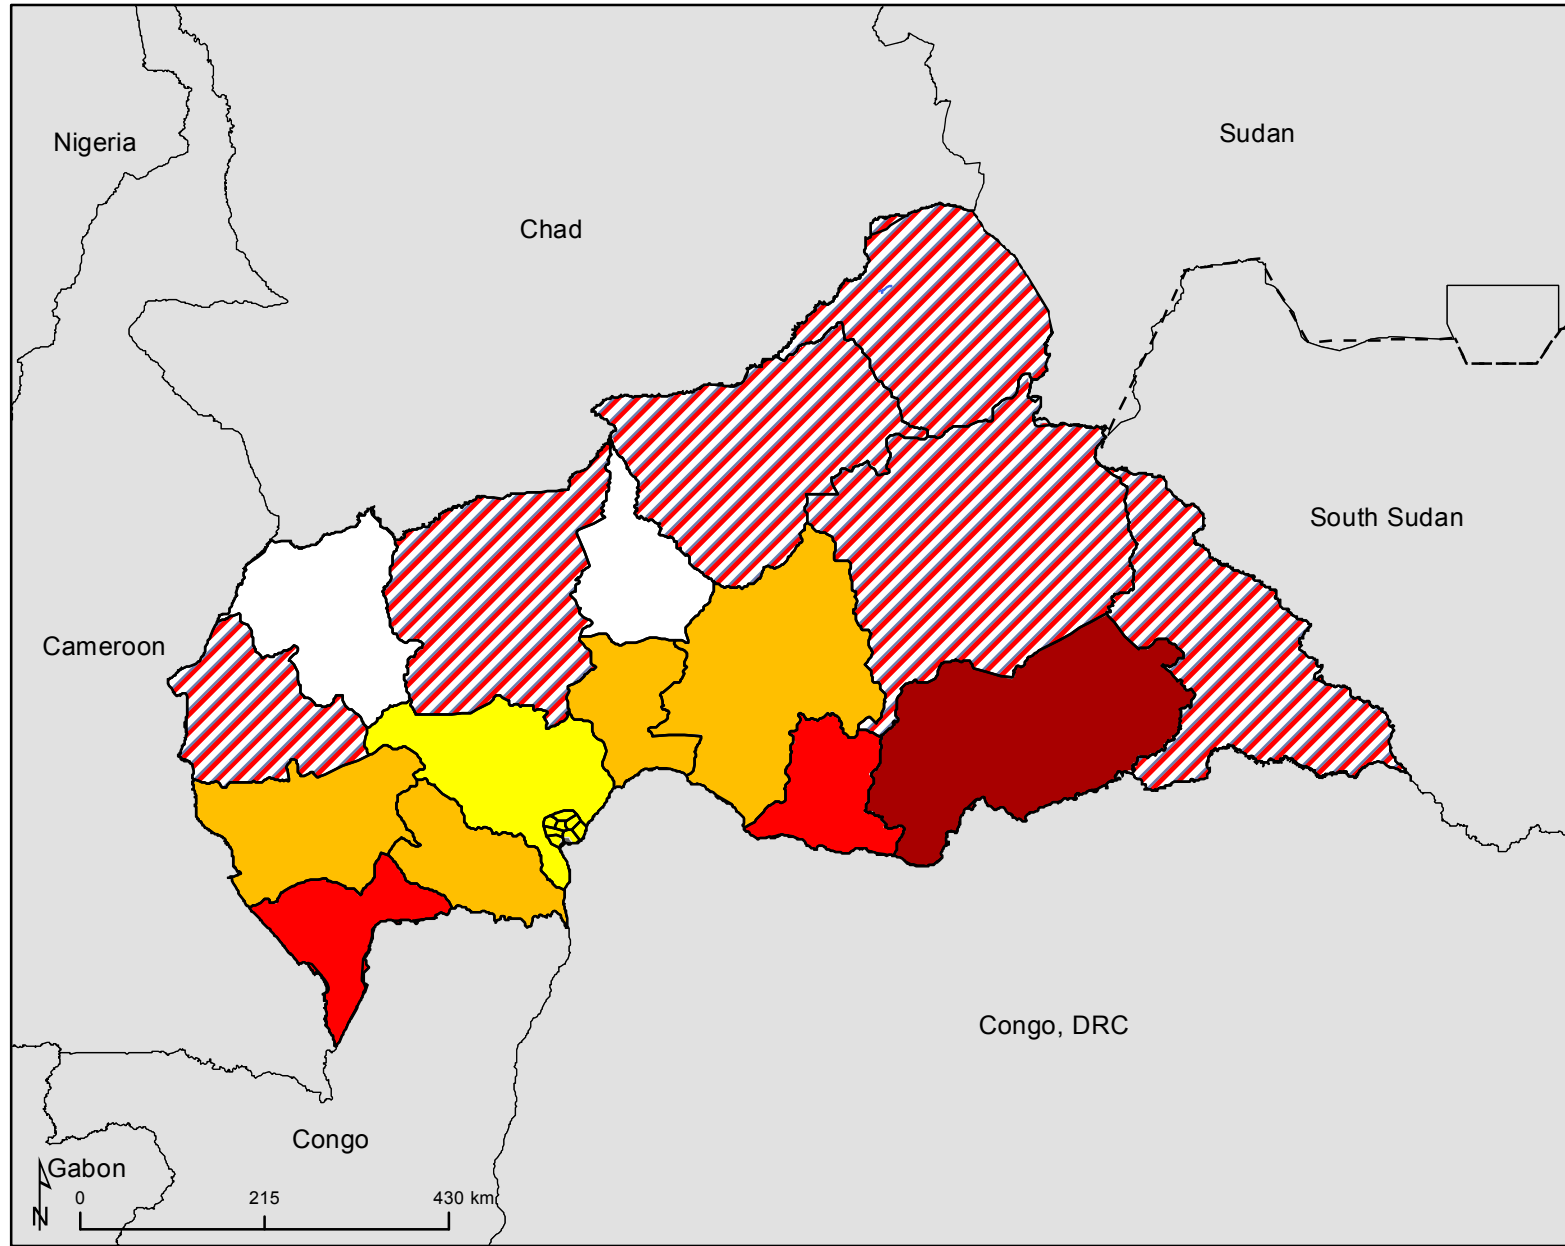 Sudan
Nigeria
Chad
South Sudan
Cameroon
Congo, DRC
Congo
Gabon
0
215
430 km
N